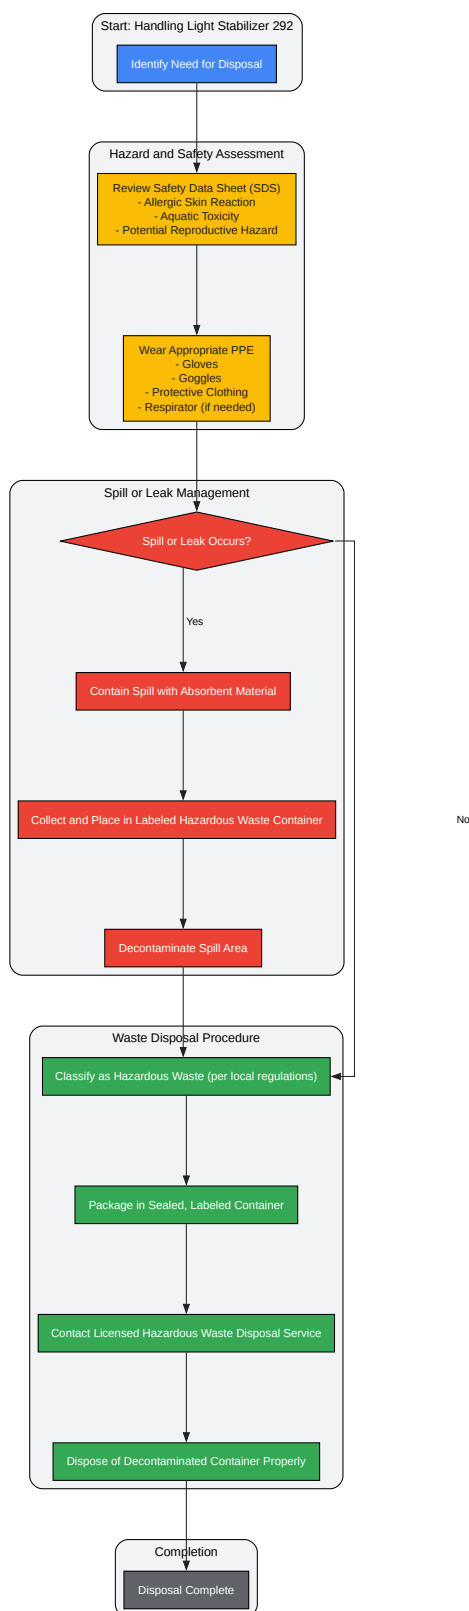 Start: Handling Light Stabilizer 292
Identify Need for Disposal
Hazard and Safety Assessment
Review Safety Data Sheet (SDS)
- Allergic Skin Reaction
- Aquatic Toxicity
- Potential Reproductive Hazard
Wear Appropriate PPE
- Gloves
- Goggles
- Protective Clothing
- Respirator (if needed)
Spill or Leak Management
Spill or Leak Occurs?
Yes
Contain Spill with Absorbent Material
Collect and Place in Labeled Hazardous Waste Container
No
Decontaminate Spill Area
Waste Disposal Procedure
Classify as Hazardous Waste (per local regulations)
Package in Sealed, Labeled Container
Contact Licensed Hazardous Waste Disposal Service
Dispose of Decontaminated Container Properly
Completion
Disposal Complete